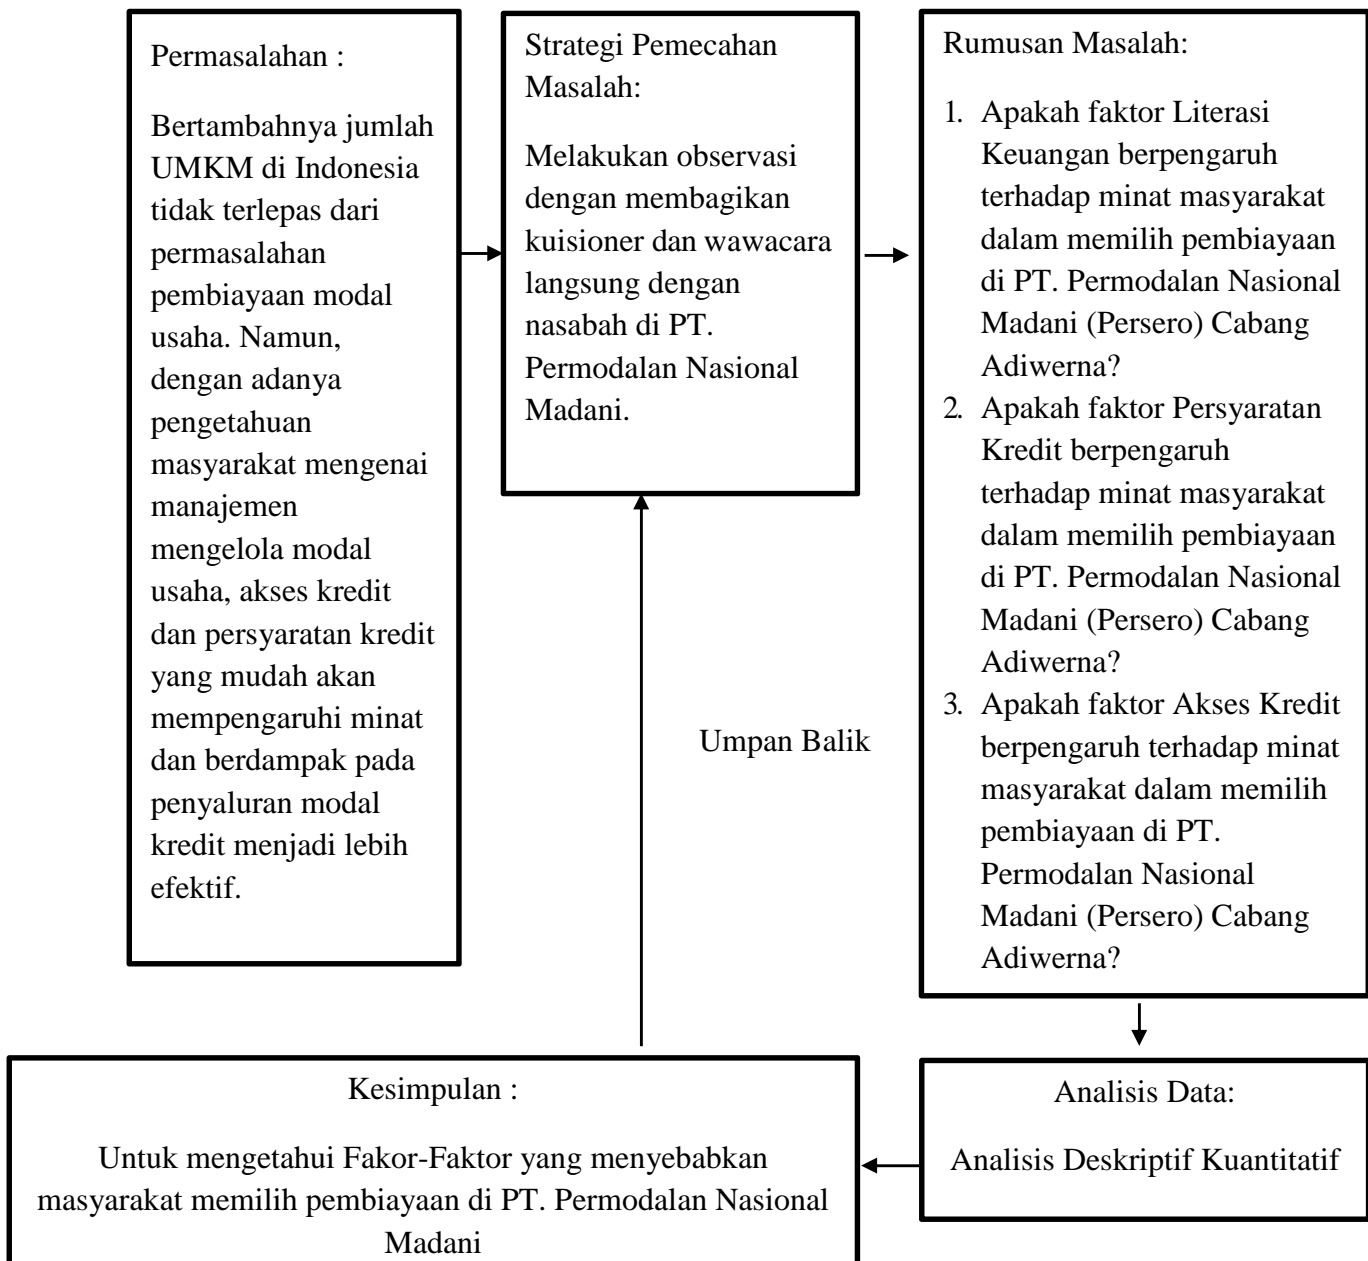 Permasalahan :
Bertambahnya jumlah
UMKM di Indonesia
tidak terlepas dari
permasalahan
pembiayaan modal
usaha. Namun,
dengan adanya
pengetahuan
masyarakat mengenai
manajemen
mengelola modal
usaha, akses kredit
dan persyaratan kredit
yang mudah akan
mempengaruhi minat
dan berdampak pada
penyaluran modal
kredit menjadi lebih
efektif.
Strategi Pemecahan
Masalah:
Melakukan observasi
dengan membagikan
kuisioner dan wawacara
langsung dengan
nasabah di PT.
Permodalan Nasional
Madani.
Rumusan Masalah:
1. Apakah faktor Literasi
Keuangan berpengaruh
terhadap minat masyarakat
dalam memilih pembiayaan
di PT. Permodalan Nasional
Madani (Persero) Cabang
Adiwerna?
2. Apakah faktor Persyaratan
Kredit berpengaruh
terhadap minat masyarakat
dalam memilih pembiayaan
di PT. Permodalan Nasional
Madani (Persero) Cabang
Adiwerna?
3. Apakah faktor Akses Kredit
berpengaruh terhadap minat
masyarakat dalam memilih
pembiayaan di PT.
Permodalan Nasional
Madani (Persero) Cabang
Adiwerna?
Umpan Balik
Analisis Data:
Analisis Deskriptif Kuantitatif
Kesimpulan :
Untuk mengetahui Fakor-Faktor yang menyebabkan
masyarakat memilih pembiayaan di PT. Permodalan Nasional
Madani